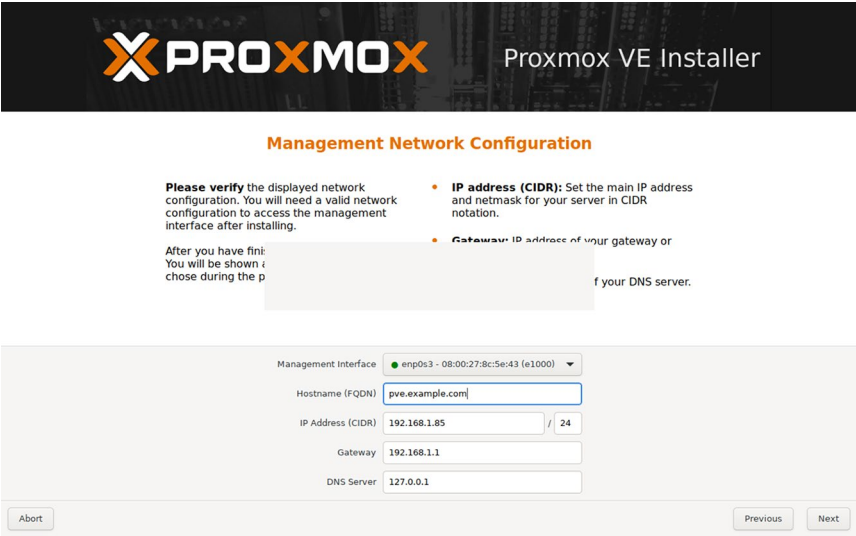 PROXMOX
Proxmox VE Installer
Management Network Configuration
Please verify the displayed network
configuration. You will need a valid network
configuration to access the management
interface after installing.
After you have
You will be shown
chose during the
IP address (CIDR): Set the main IP address
and netmask for your server in CIDR
notation.
Gateway: IP address of your gateway or
your DNS server.
Management Interface
enp0s3 - 08:00:27:8c:5e:43 (e1000)
Hostname (FQDN)
pve.example.com
IP Address (CIDR)
192.168.1.85 / 24
Gateway
192.168.1.1
DNS Server
127.0.0.1
Abort
Previous
Next